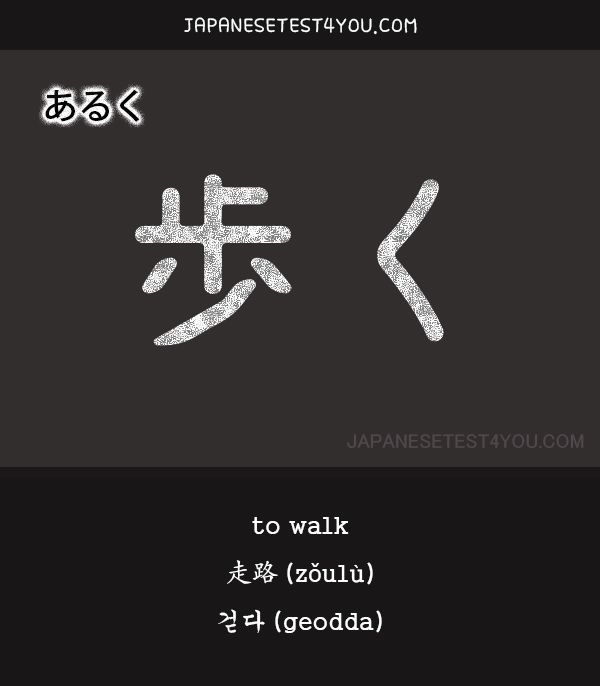 JAPANESETEST4YOU.COM
あるく
歩く
JAPANESETEST4YOU.COM
to walk
走路 (zǒulù)
걷다 (geodda)